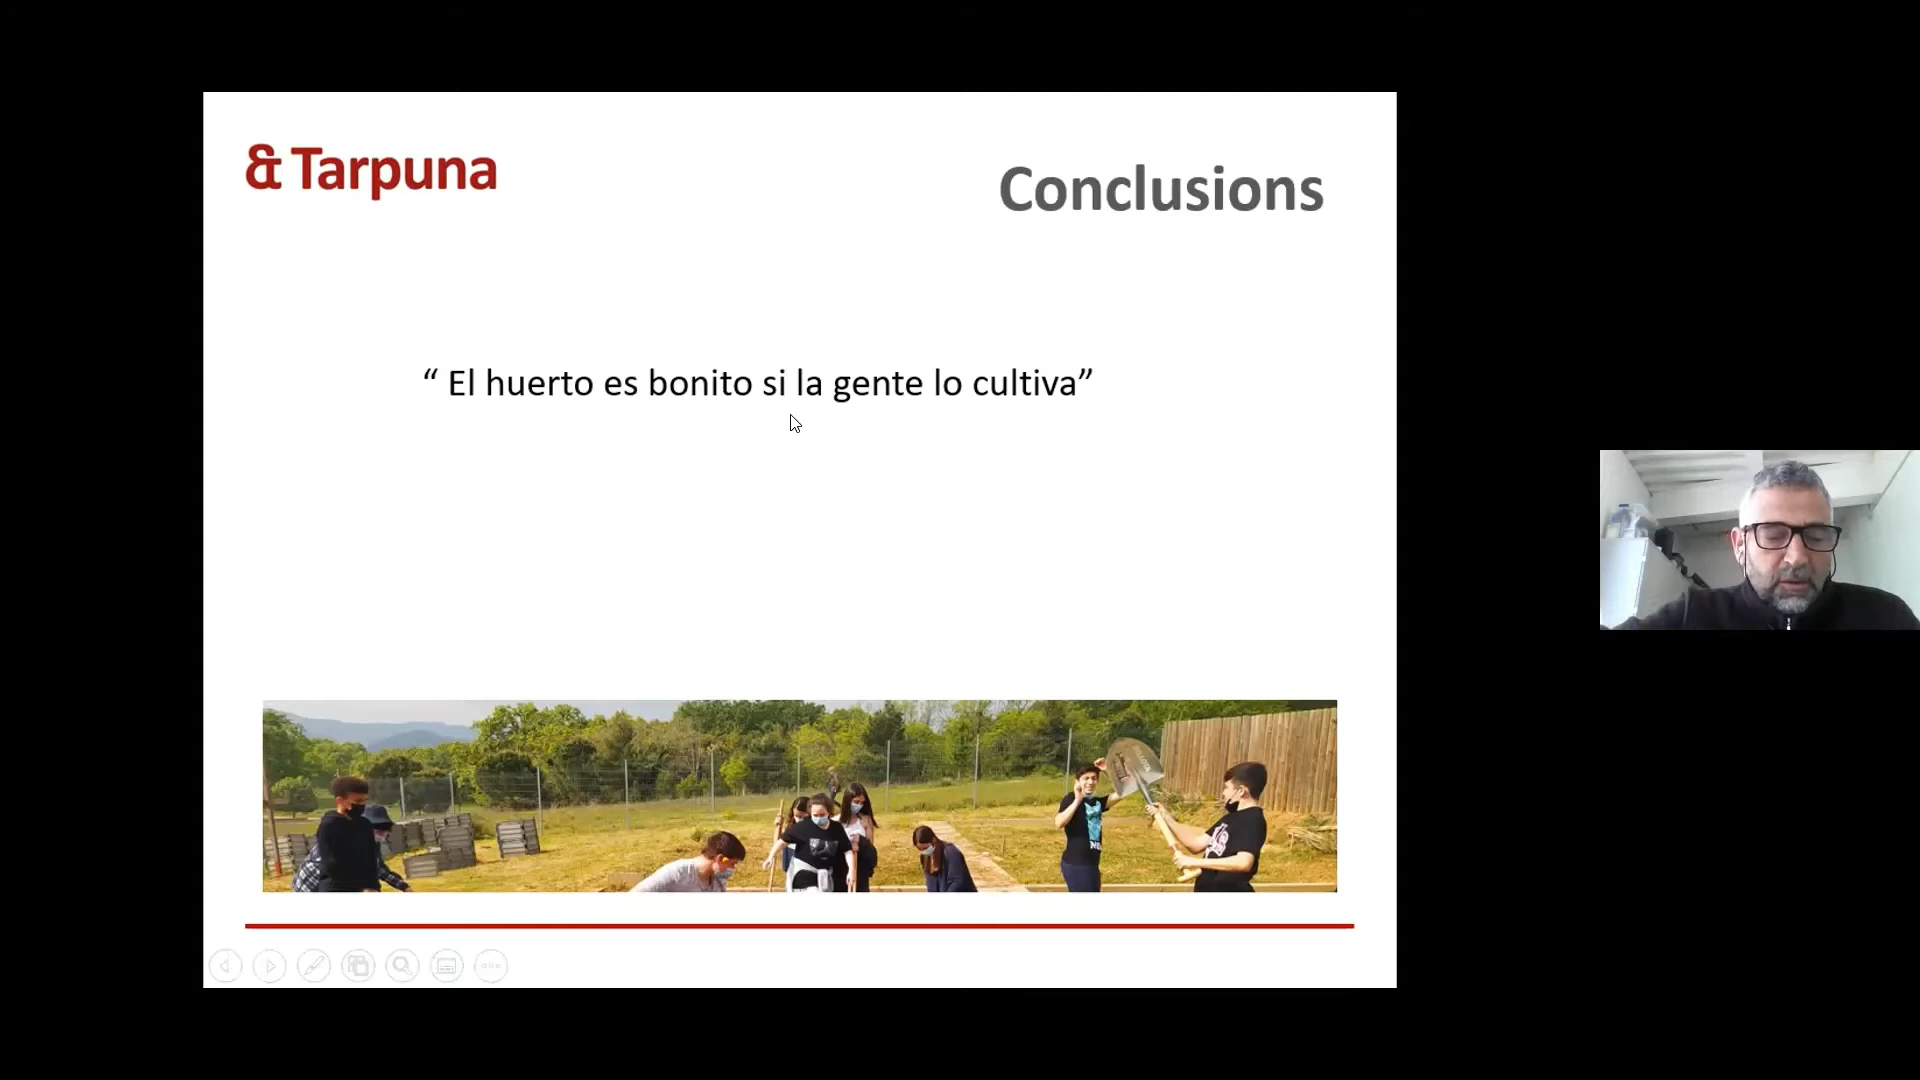 & Tarpuna
Conclusions
“ El huerto es bonito si la gente lo cultiva”